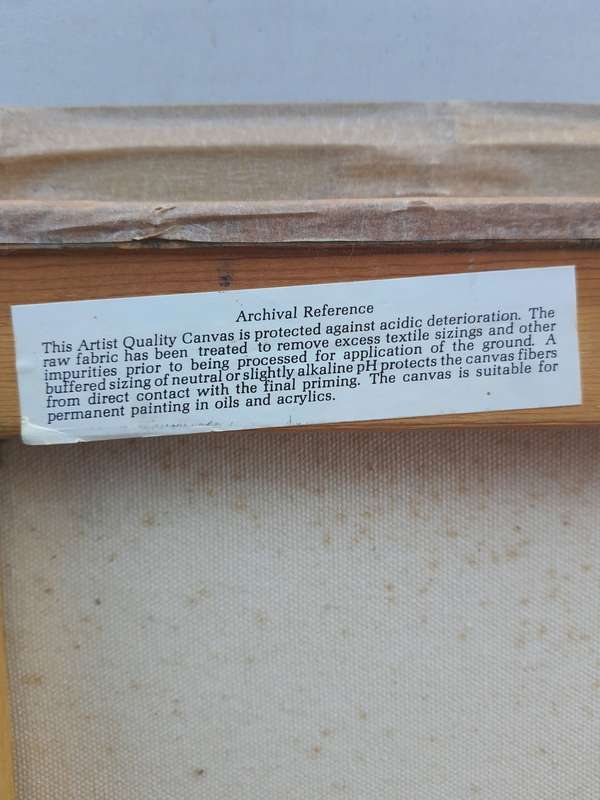 Archival Reference
This Artist Quality Canvas is protected against acidic deterioration. The
raw fabric has been treated to remove excess textile sizings and other
impurities prior to being processed for application of the ground. A
buffered sizing of neutral or slightly alkaline pH protects the canvas fibers
from direct contact with the final priming. The canvas is suitable for
permanent painting in oils and acrylics.